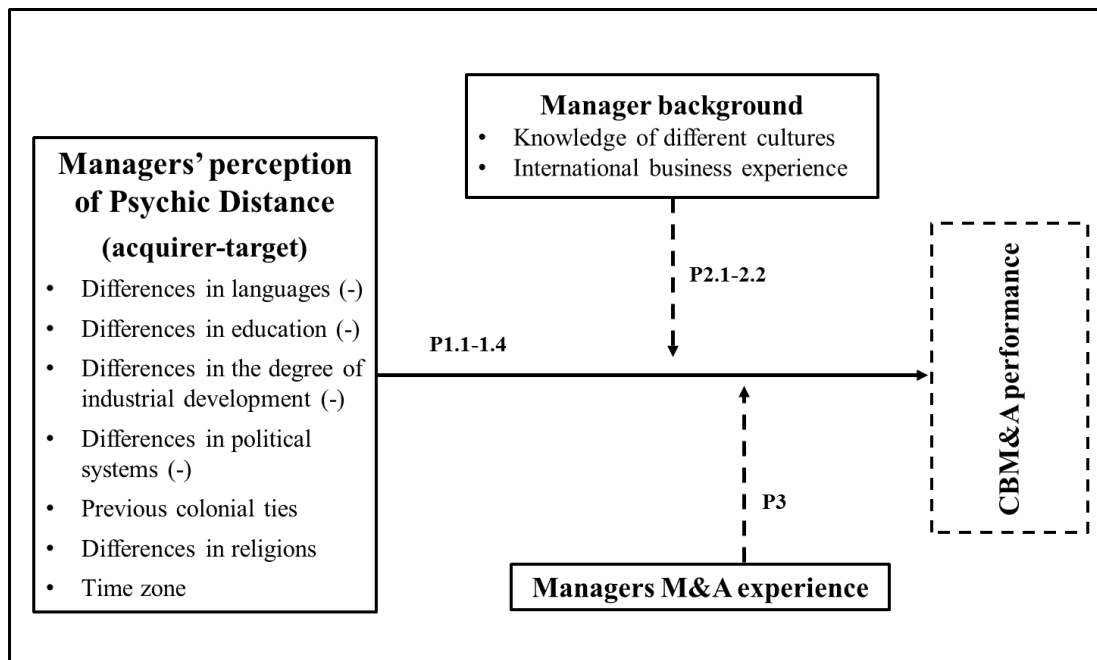 Managers' perception
of Psychic Distance
(acquirer-target)
• Differences in languages (-)
• Differences in education (-)
• Differences in the degree of
industrial development (-)
• Differences in political
systems (-)
• Previous colonial ties
• Differences in religions
• Time zone
P1.1-1.4
Manager background
• Knowledge of different cultures
• International business experience
P2.1-2.2
P3
Managers M&A experience
CBM&A performance